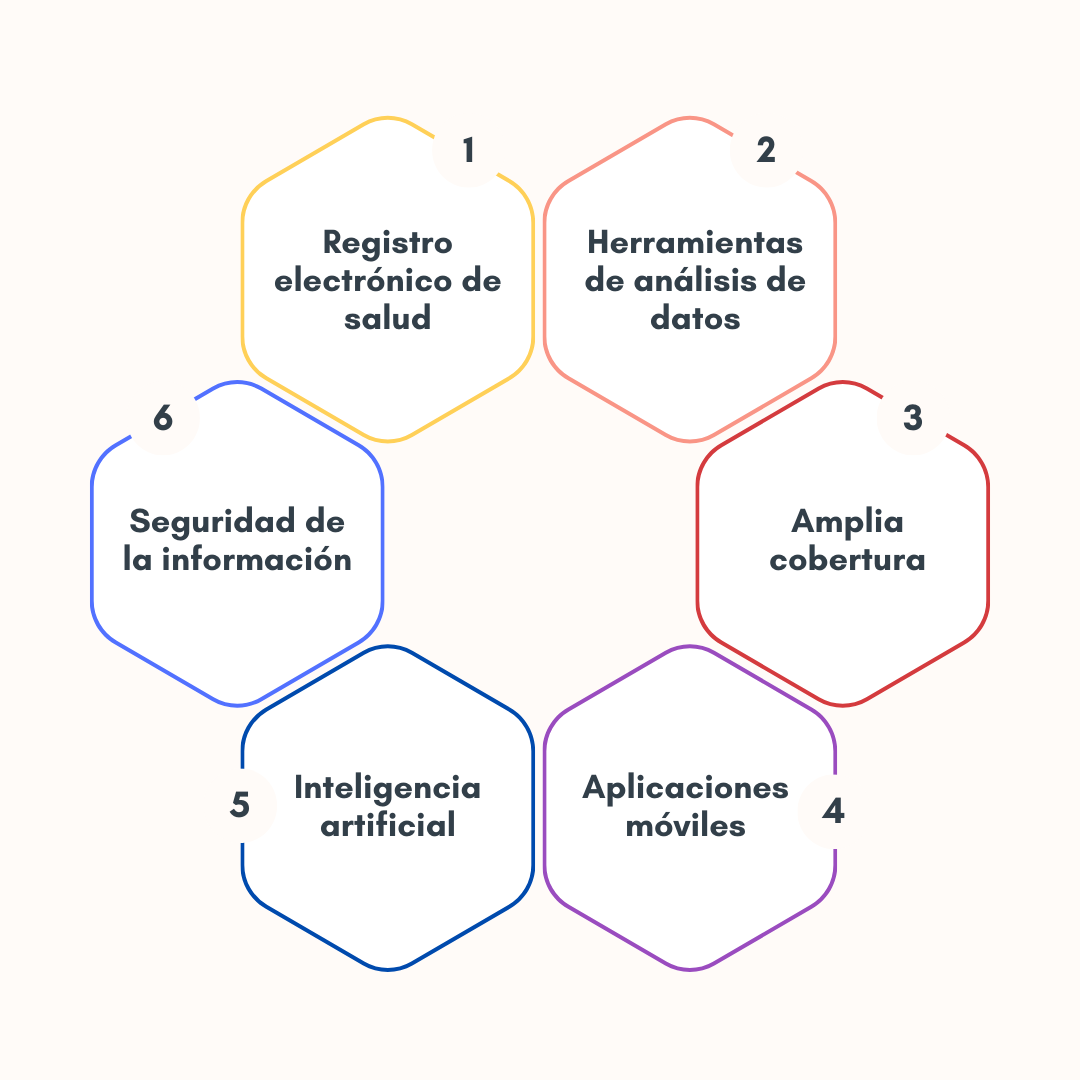 1
Registro
electrónico de
salud
2
Herramientas
de análisis de
datos
3
Amplia
cobertura
4
Aplicaciones
móviles
5
Inteligencia
artificial
6
Seguridad de
la información